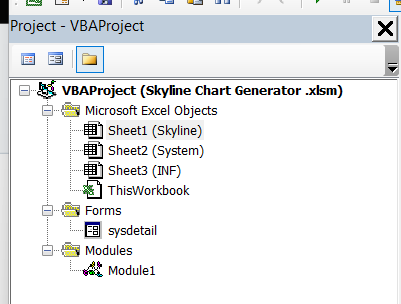 Project - VBAProject
VBAProject (Skyline Chart Generator .xlsm)
Microsoft Excel Objects
Sheet1 (Skyline)
Sheet2 (System)
Sheet3 (INF)
ThisWorkbook
Forms
sysdetail
Modules
Module1